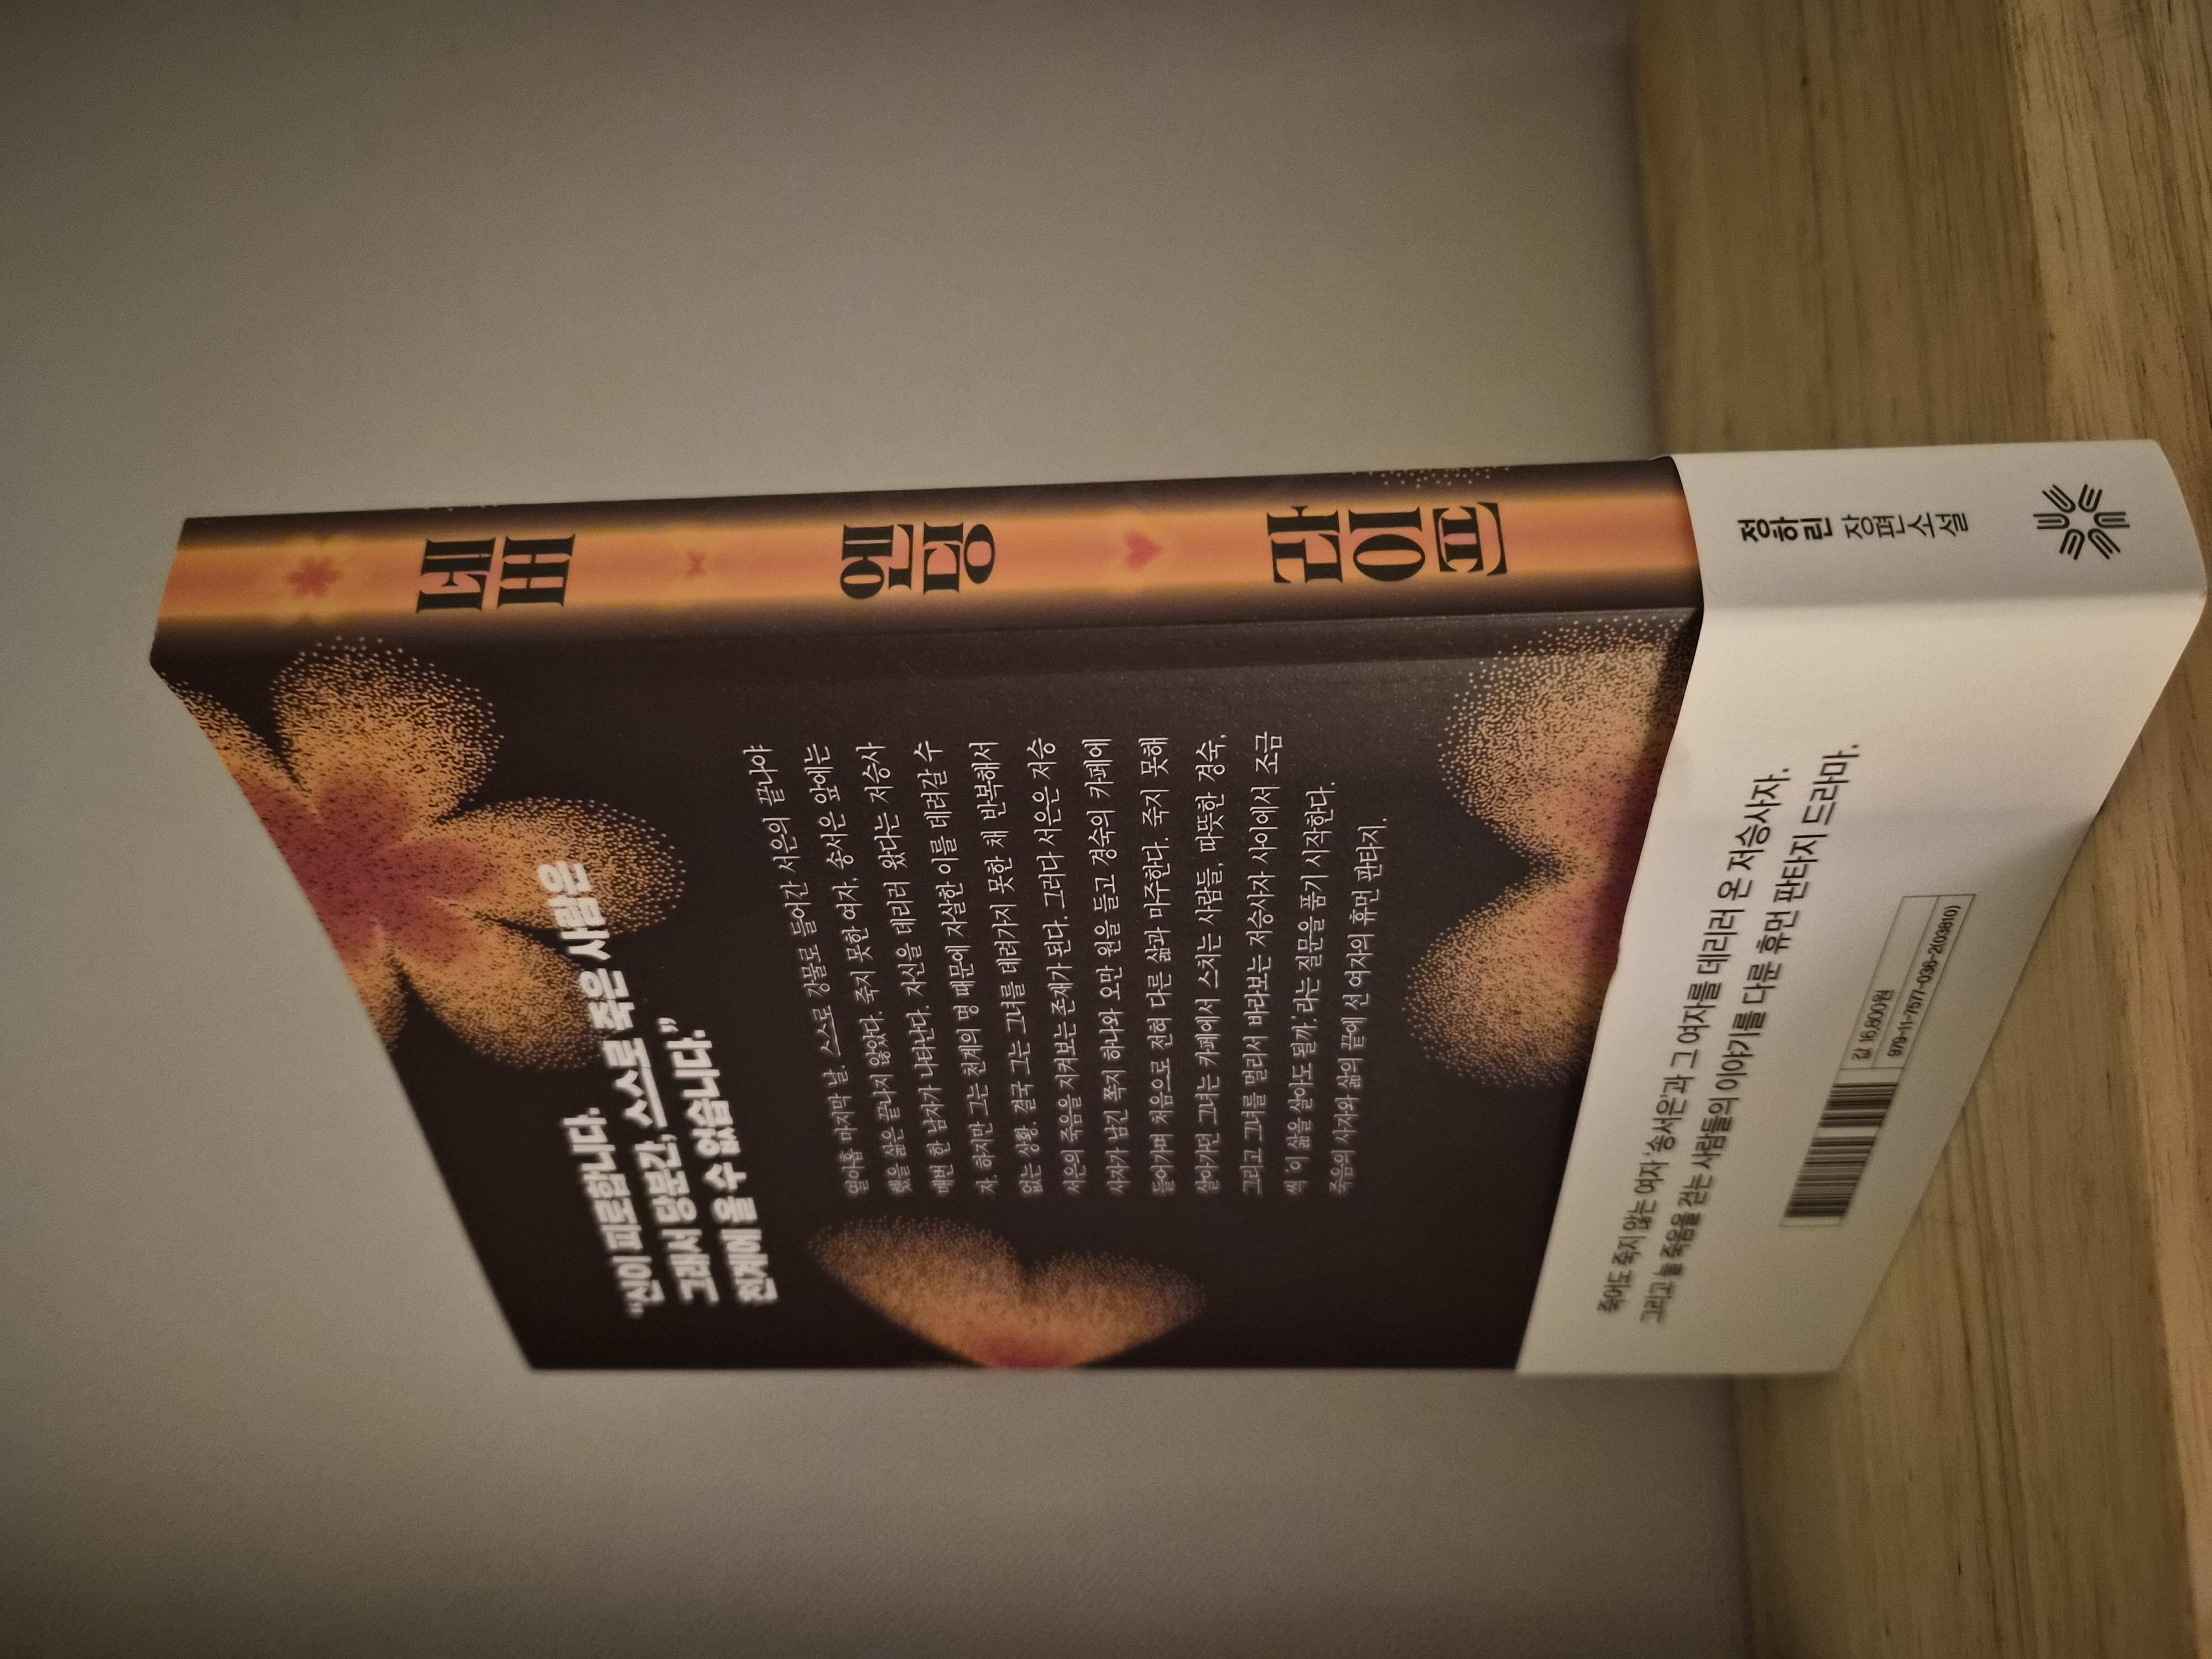 네버
엔딩
라이프
정하린 장편소설
“신이 피로합니다.
그래서 당분간, 스스로 죽은 사람은
천계에 올 수 없습니다.”
열아홉 마지막 날, 스스로 강물로 들어간 서은의 끝나야
했을 삶은 끝나지 않았다. 죽지 못한 여자, 송서은 앞에는
매번 한 남자가 나타난다. 자신을 데리러 왔다는 저승사
자. 하지만 그는 천계의 명 때문에 자살한 이를 데려갈 수
없는 상황. 결국 그는 그녀를 데려가지 못한 채 반복해서
서은의 죽음을 지켜보는 존재가 된다. 그러다 서은은 저승
사자가 남긴 쪽지 하나와 오만 원을 들고 경숙의 카페에
들어가며 처음으로 전혀 다른 삶과 마주한다. 죽지 못해
살아가던 그녀는 카페에서 스치는 사람들, 따뜻한 경숙,
그리고 그녀를 멀리서 바라보는 저승사자 사이에서 조금
씩 ‘이 삶을 살아도 될까.’라는 질문을 품기 시작한다.
죽음의 사자와 삶의 끝에 선 여자의 휴먼 판타지.
죽어도 죽지 않는 여자 ‘송서은’과 그 여자를 데리러 온 저승사자.
그리고 늘 죽음을 걷는 사람들의 이야기를 다룬 휴먼 판타지 드라마.
값 16,800원
979-11-7577-036-2(03810)